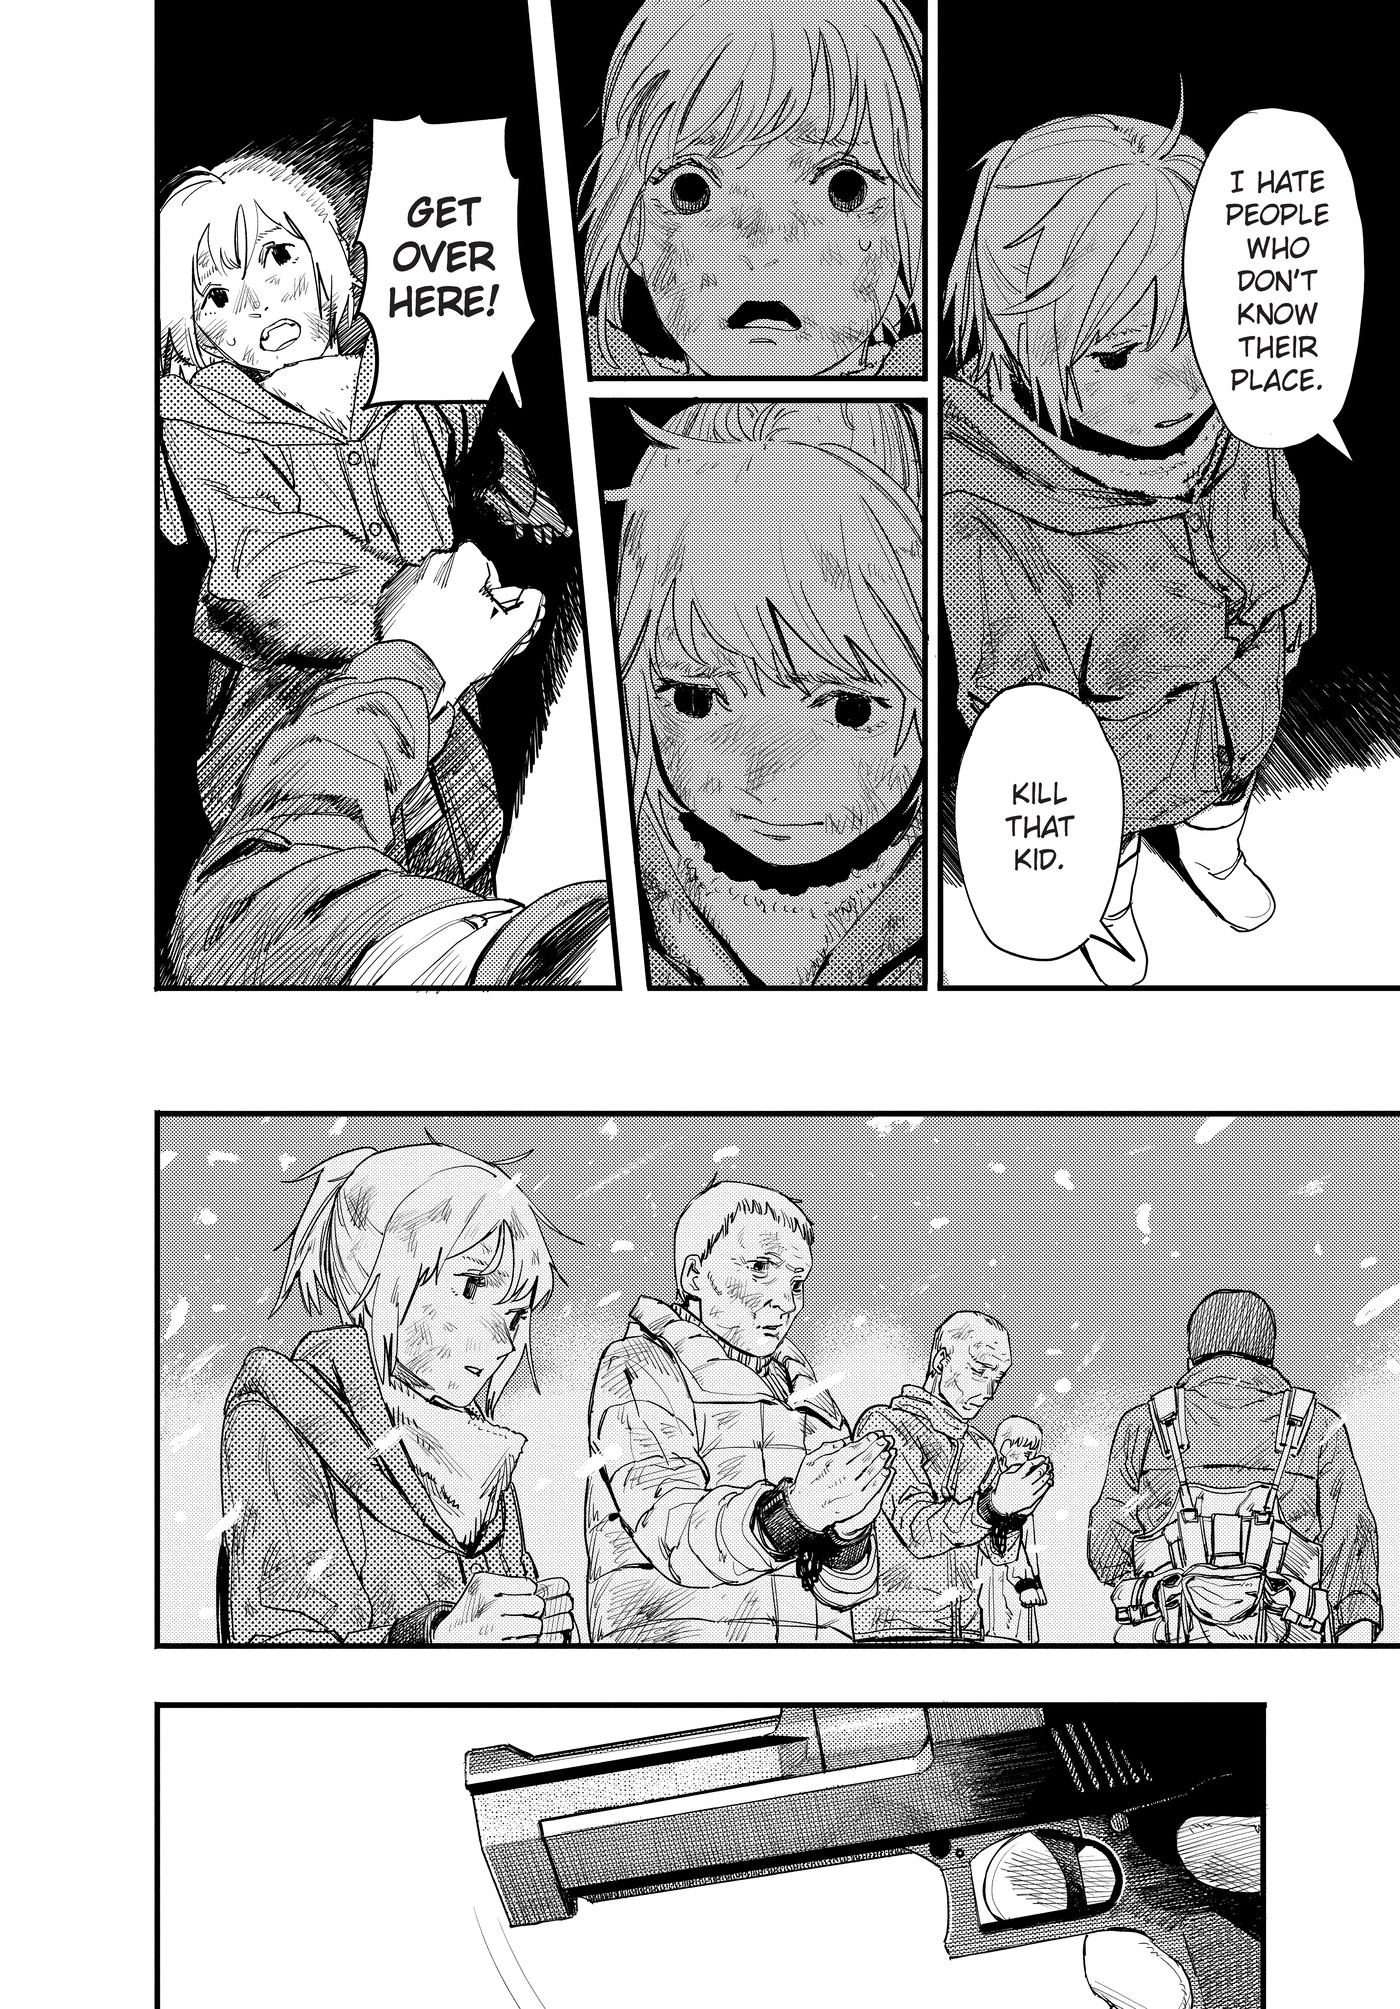 I HATE
PEOPLE
WHO
DON'T
KNOW
THEIR
PLACE.
KILL
THAT
KID.
GET
OVER
HERE!